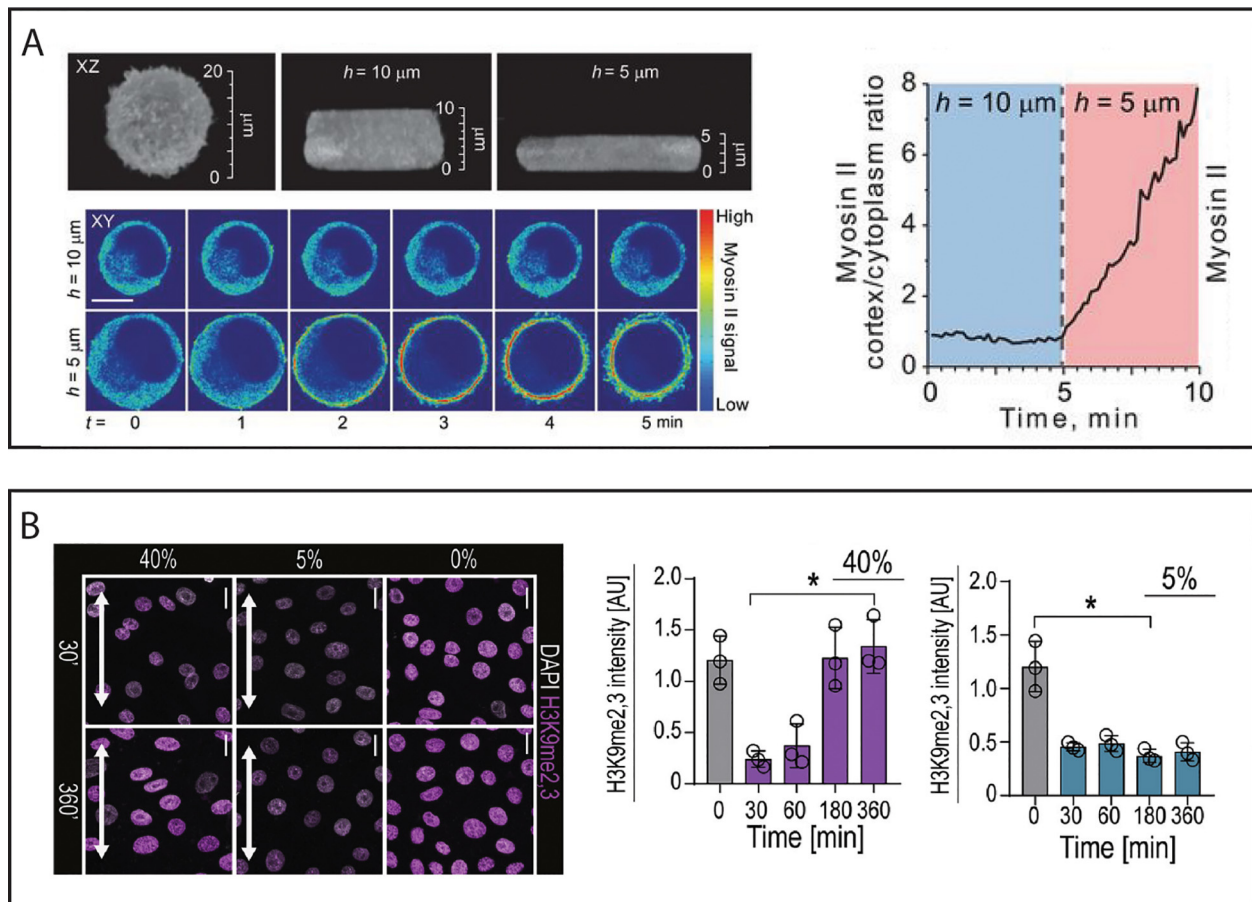 A
XZ
20
μm
0
h = 10 μm
10
μm
0
h = 5 μm
5
μm
0
XY
h = 10 μm
h = 5 μm
High
Myosin II signal
Low
t = 0 1 2 3 4 5 min
Myosin II
cortex/cytoplasm ratio
8
6
4
2
0
h = 10 μm
h = 5 μm
0 5 10
Time, min
Myosin II
B
40% 5% 0%
30'
360'
DAPI H3K9me2,3
H3K9me2,3 intensity [AU]
40%
*
2.0
1.5
1.0
0.5
0.0
0 30 60 180 360
Time [min]
H3K9me2,3 intensity [AU]
5%
*
2.0
1.5
1.0
0.5
0.0
0 30 60 180 360
Time [min]